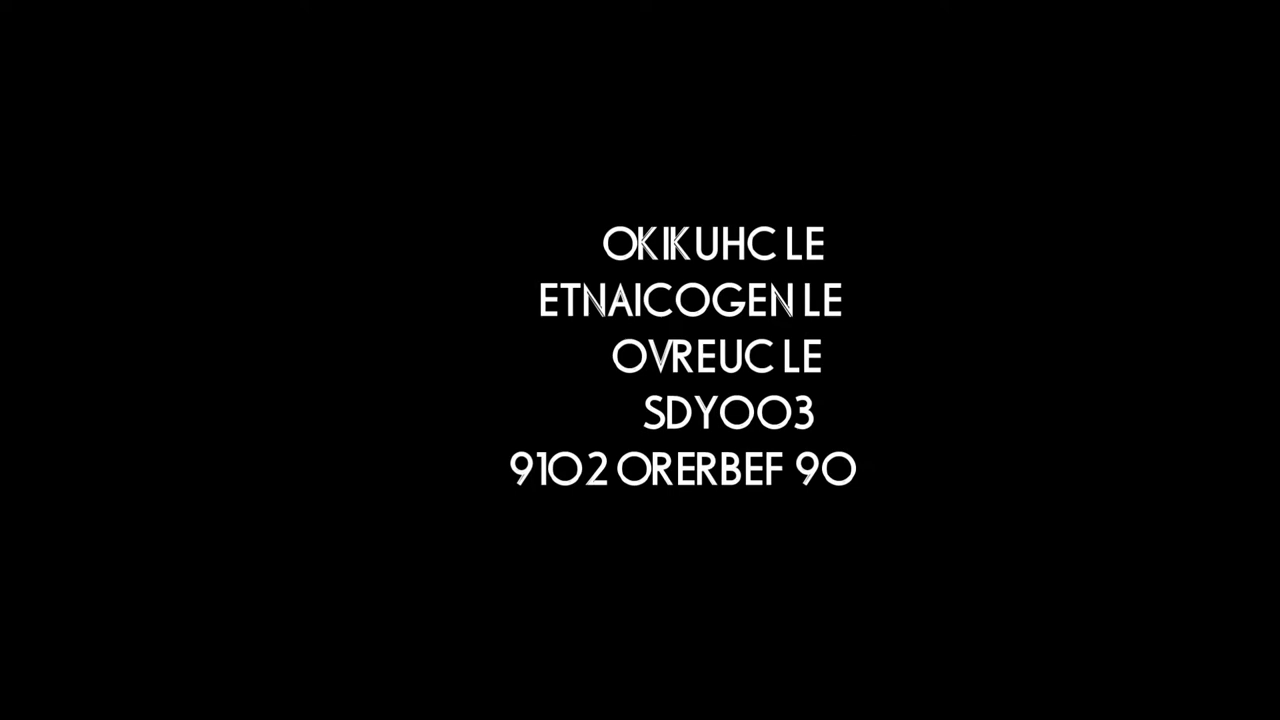 OKIKUHC LE
ETNAICOGEN LE
OVREUC LE
SDYOO3
9102 ORERBEF 90